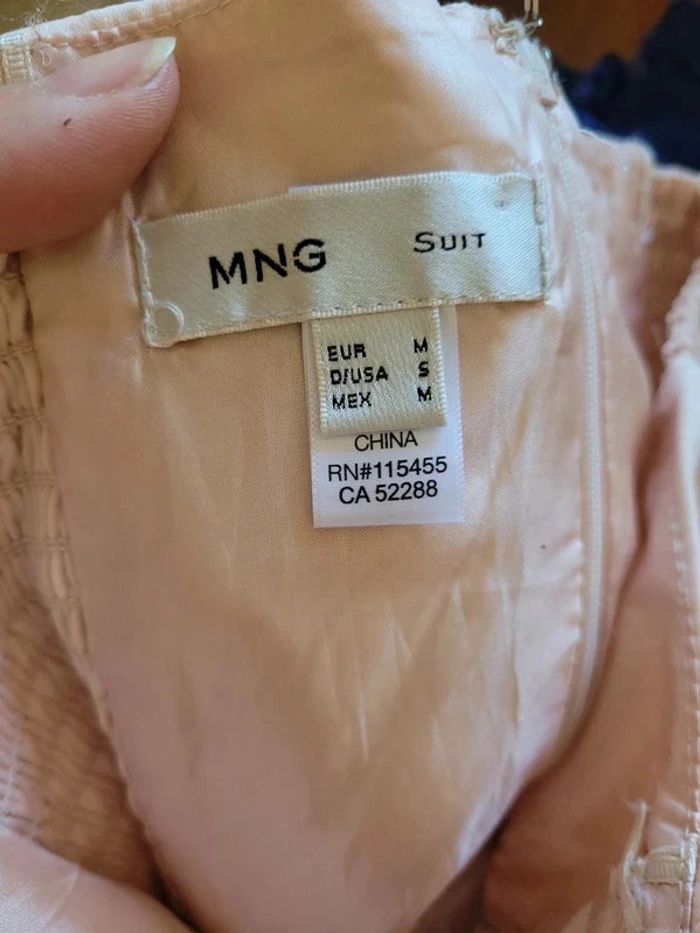 MNG SUIT
EUR M
D/USA S
MEX M
CHINA
RN#115455
CA 52288